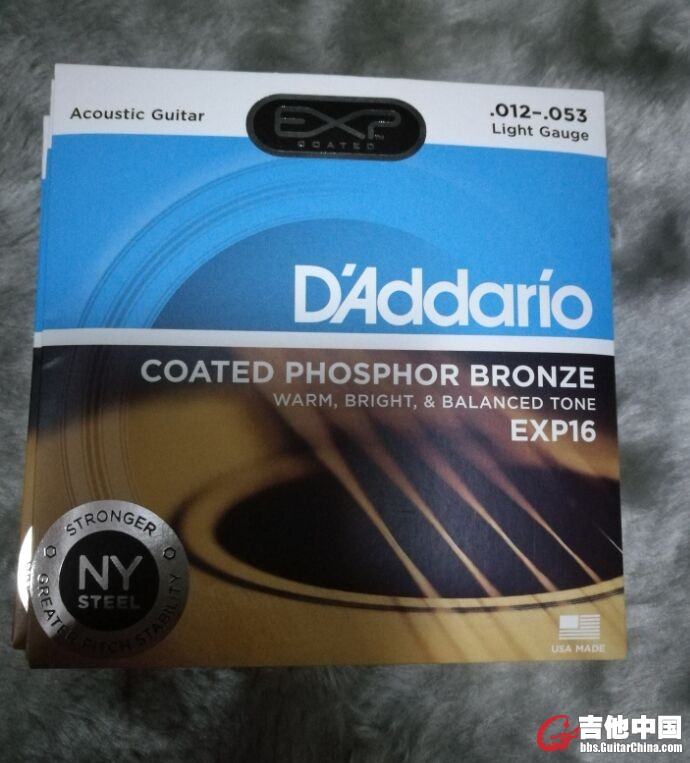 Acoustic Guitar
EXP
COATED
.012–.053
Light Gauge
D'Addario
COATED PHOSPHOR BRONZE
WARM, BRIGHT, & BALANCED TONE
EXP16
STRONGER
NY
STEEL
GREATER PITCH STABILITY
USA MADE
吉他中国
bbs.GuitarChina.com